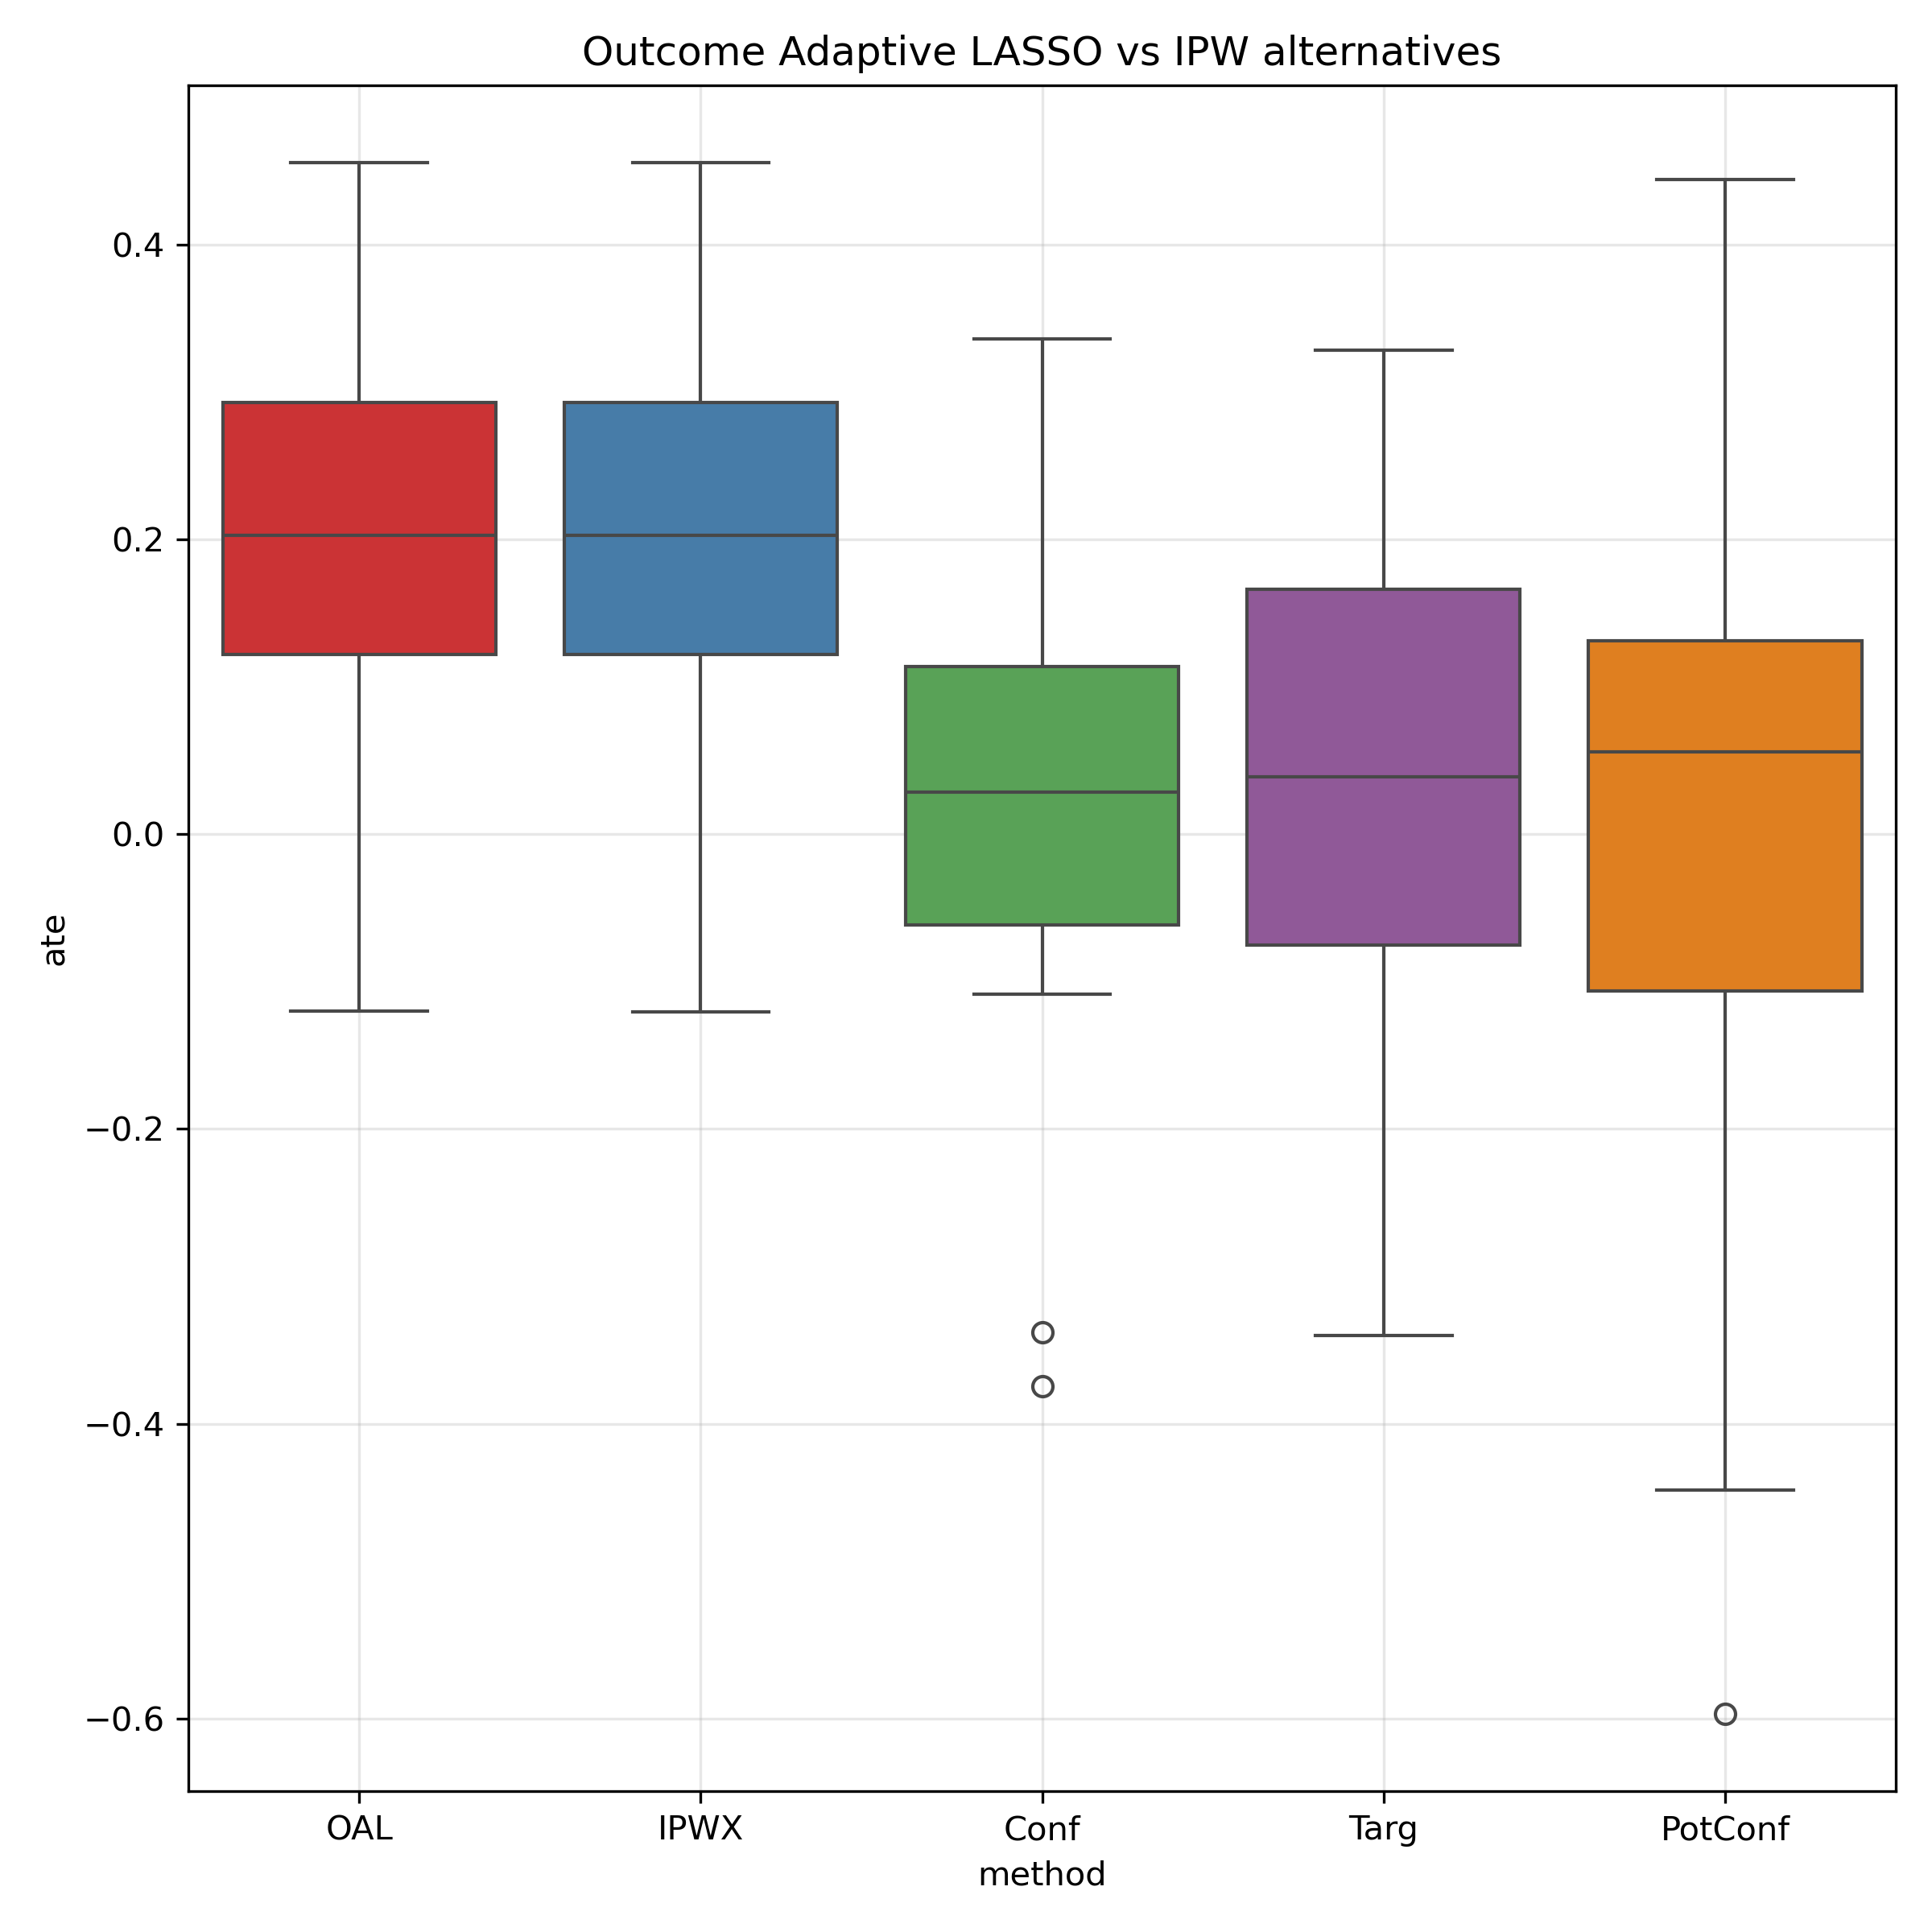 Outcome Adaptive LASSO vs IPW alternatives
ate
0.4
0.2
0.0
−0.2
−0.4
−0.6
OAL IPWX Conf Targ PotConf
method